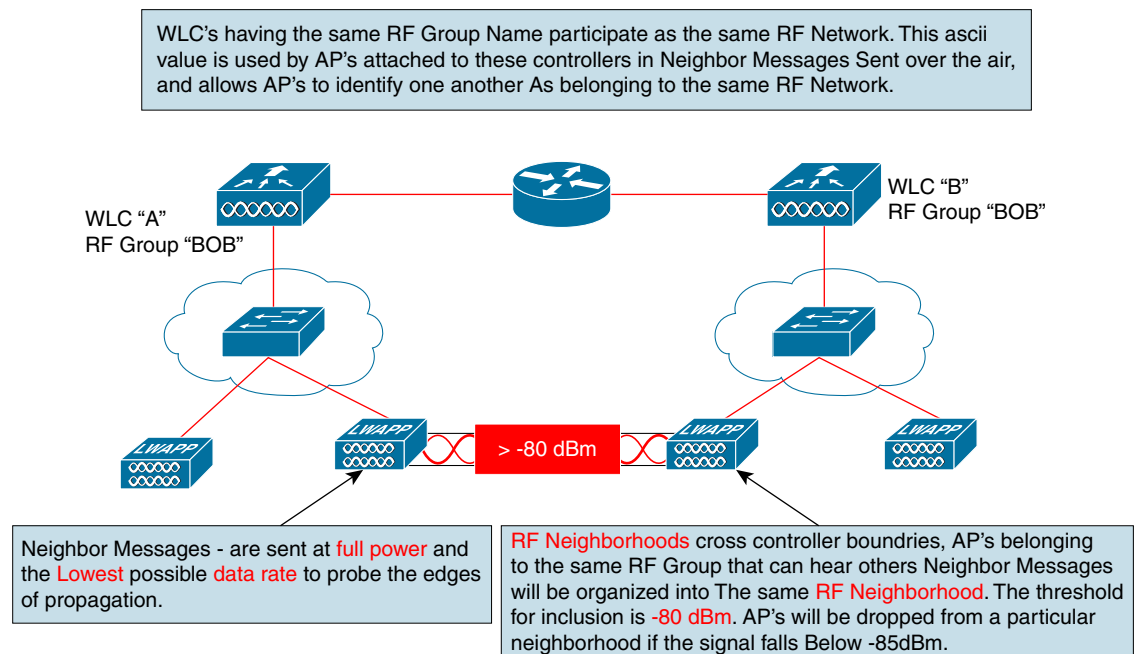 WLC's having the same RF Group Name participate as the same RF Network. This ascii
value is used by AP's attached to these controllers in Neighbor Messages Sent over the air,
and allows AP's to identify one another As belonging to the same RF Network.
WLC “A”
RF Group “BOB”
WLC “B”
RF Group “BOB”
LWAPP
LWAPP
> -80 dBm
LWAPP
LWAPP
Neighbor Messages - are sent at full power and
the Lowest possible data rate to probe the edges
of propagation.
RF Neighborhoods cross controller boundries, AP's belonging
to the same RF Group that can hear others Neighbor Messages
will be organized into The same RF Neighborhood. The threshold
for inclusion is -80 dBm. AP's will be dropped from a particular
neighborhood if the signal falls Below -85dBm.